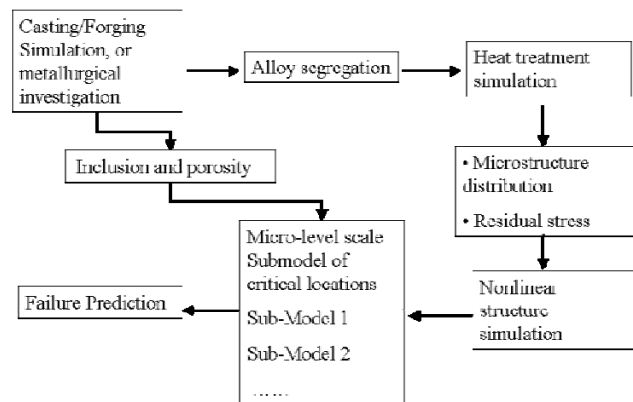 Casting/Forging
Simulation, or
metallurgical
investigation
Alloy segregation
Heat treatment
simulation
Inclusion and porosity
• Microstructure
distribution
• Residual stress
Micro-level scale
Submodel of
critical locations
Sub-Model 1
Sub-Model 2
......
Failure Prediction
Nonlinear
structure
simulation